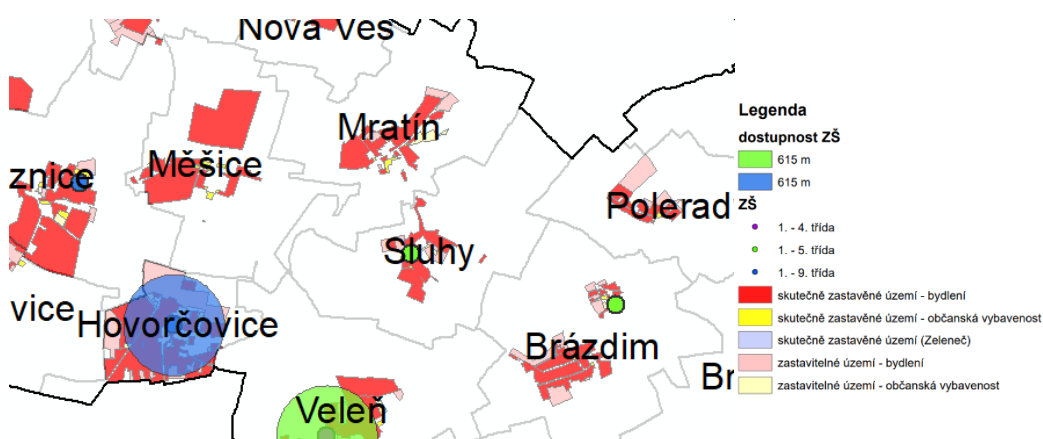 Nová Ves
Mratín
Měšice
znice
Polerad
Sluhy
vice
Hovorčovice
Brázdim
Br
Veleň
Legenda
dostupnost ZŠ
615 m
615 m
ZŠ
1. - 4. třída
1. - 5. třída
1. - 9. třída
skutečně zastavěné území - bydlení
skutečně zastavěné území - občanská vybavenost
skutečně zastavěné území (Zeleneč)
zastavitelné území - bydlení
zastavitelné území - občanská vybavenost